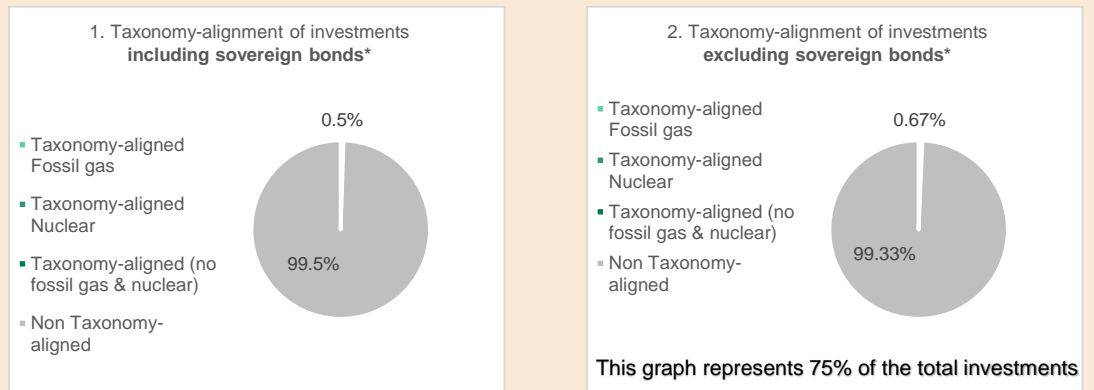 1. Taxonomy-alignment of investments
including sovereign bonds*
0.5%
Taxonomy-aligned
Fossil gas
Taxonomy-aligned
Nuclear
Taxonomy-aligned (no
fossil gas & nuclear)
Non Taxonomy-
aligned
99.5%
2. Taxonomy-alignment of investments
excluding sovereign bonds*
0.67%
Taxonomy-aligned
Fossil gas
Taxonomy-aligned
Nuclear
Taxonomy-aligned (no
fossil gas & nuclear)
Non Taxonomy-
aligned
99.33%
This graph represents 75% of the total investments